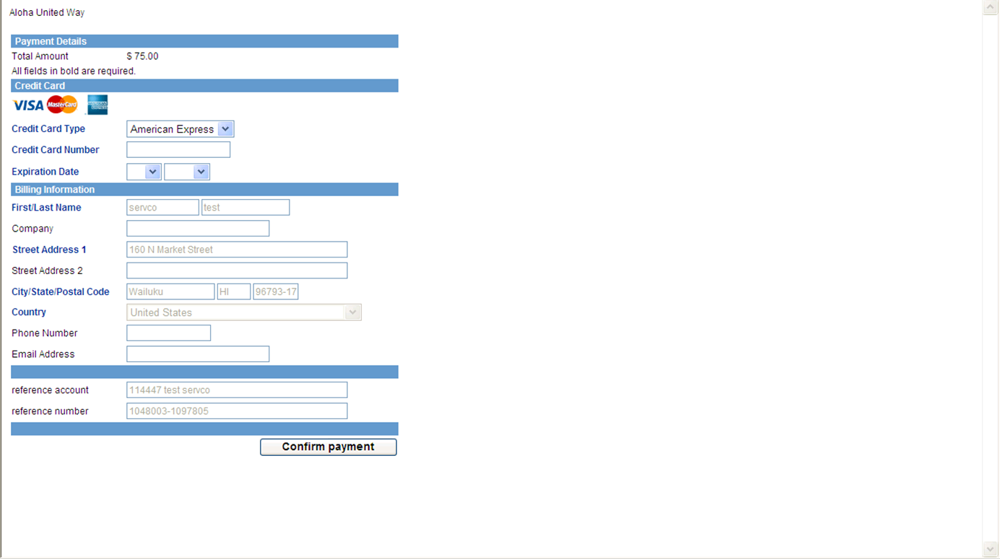 Aloha United Way
Payment Details
Total Amount $ 75.00
All fields in bold are required.
Credit Card
VISA MasterCard AMERICAN EXPRESS
Credit Card Type American Express
Credit Card Number
Expiration Date
Billing Information
First/Last Name servco test
Company
Street Address 1 160 N Market Street
Street Address 2
City/State/Postal Code Wailuku HI 96793-17
Country United States
Phone Number
Email Address
reference account 114447 test servco
reference number 1048003-1097805
Confirm payment